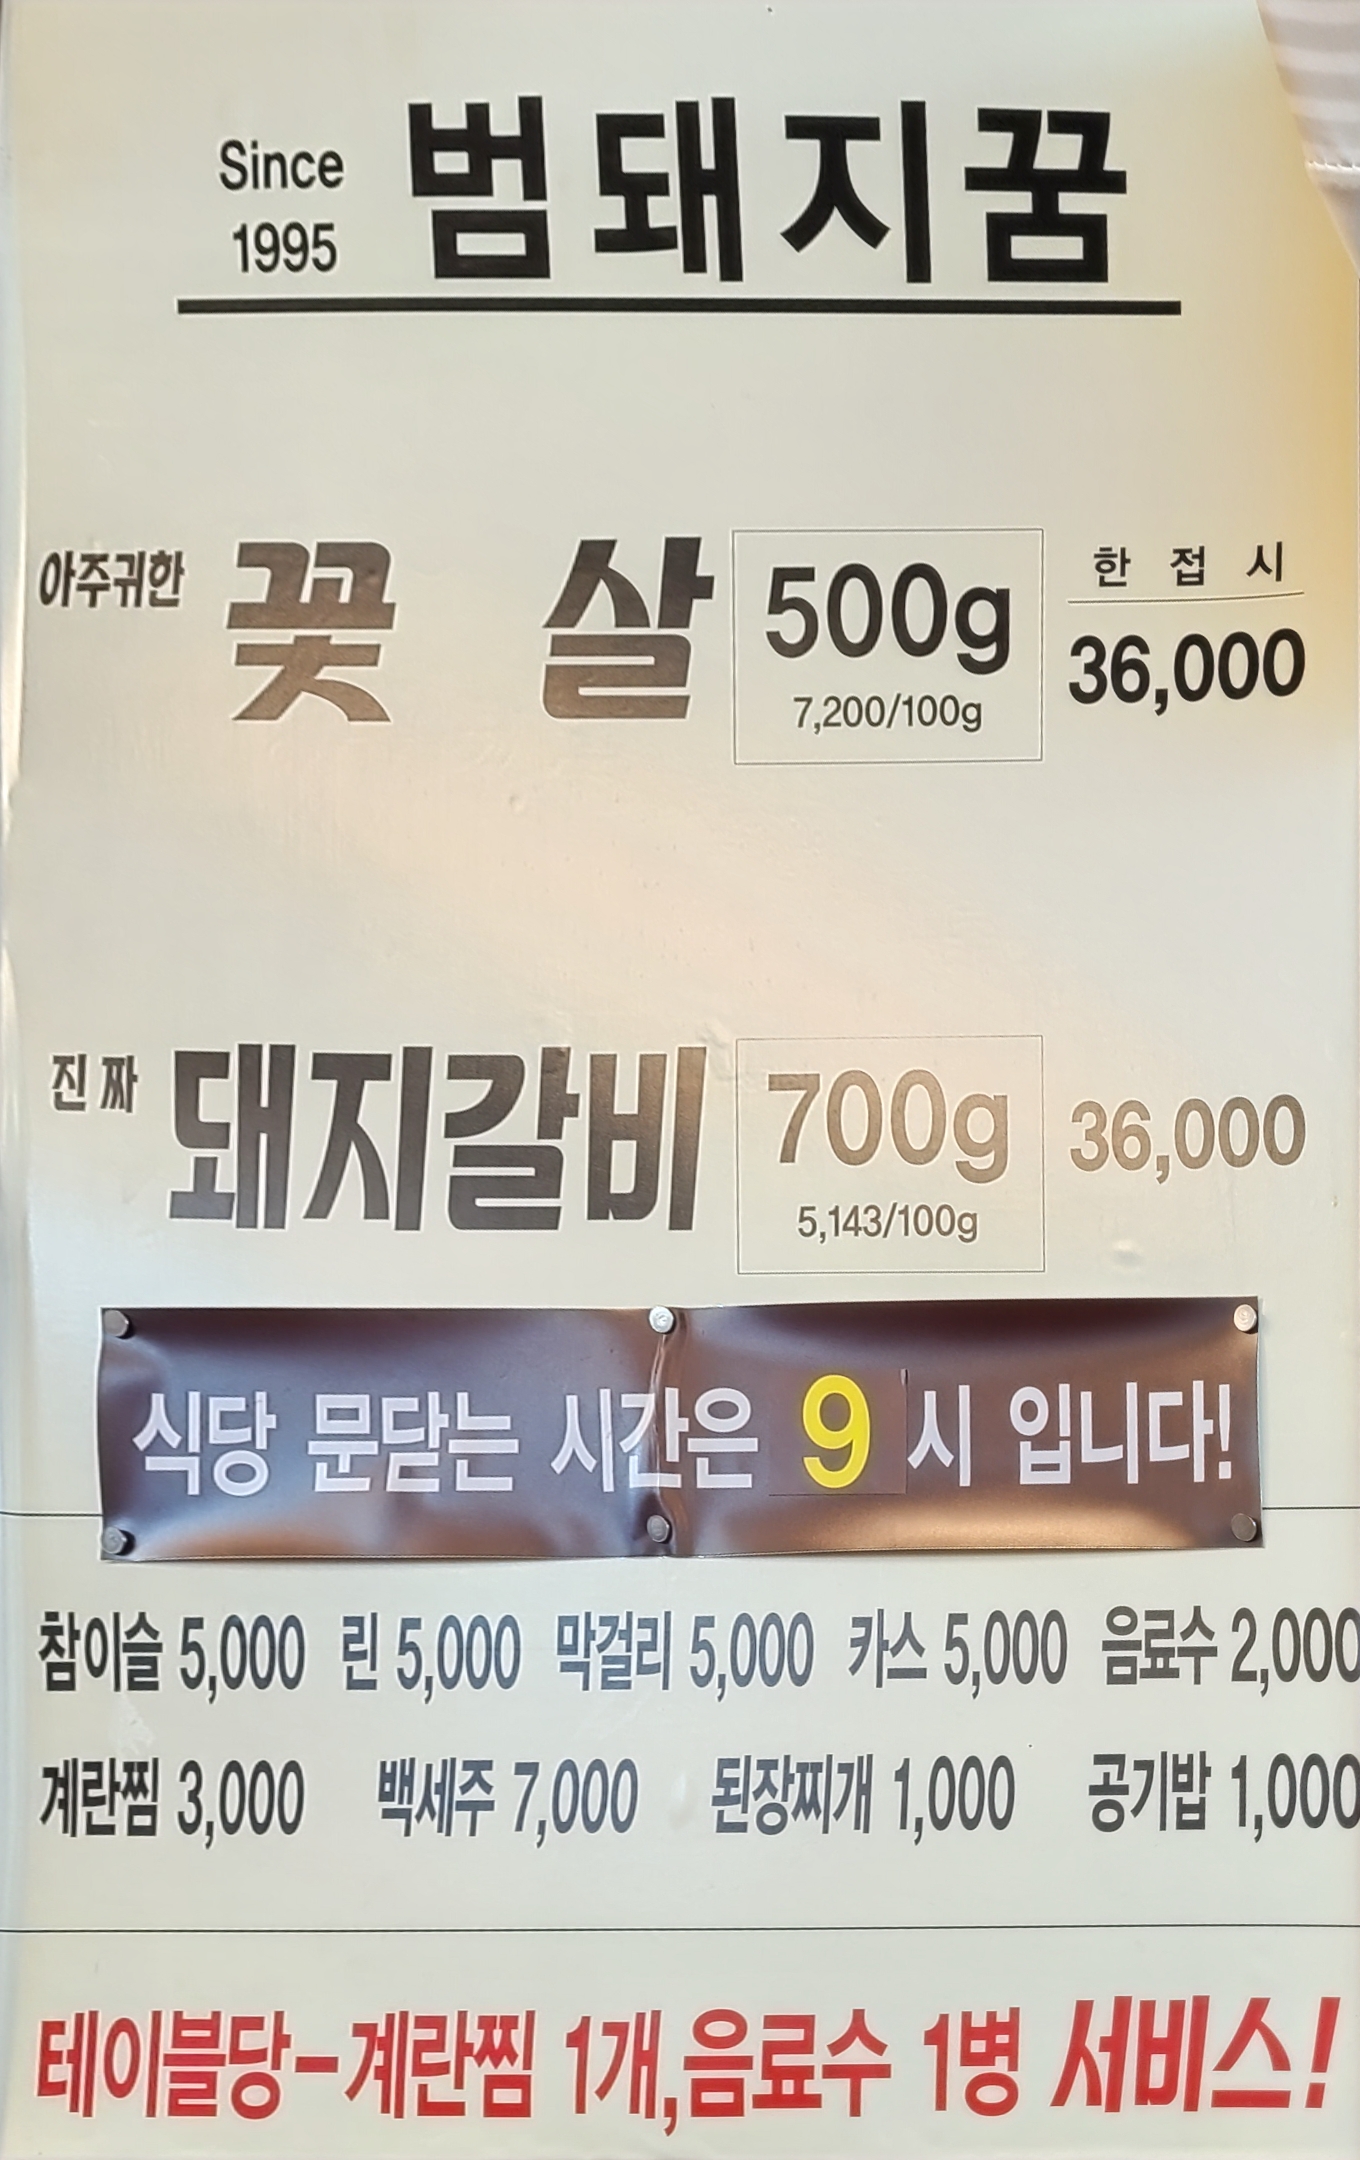 Since 1995 범돼지꿈
아주귀한 꽃 살 500g 7,200/100g 한 접 시 36,000
진짜 돼지갈비 700g 5,143/100g 36,000
식당 문닫는 시간은 9시 입니다!
참이슬 5,000 린 5,000 막걸리 5,000 카스 5,000 음료수 2,000
계란찜 3,000 백세주 7,000 된장찌개 1,000 공기밥 1,000
테이블당-계란찜 1개,음료수 1병 서비스!